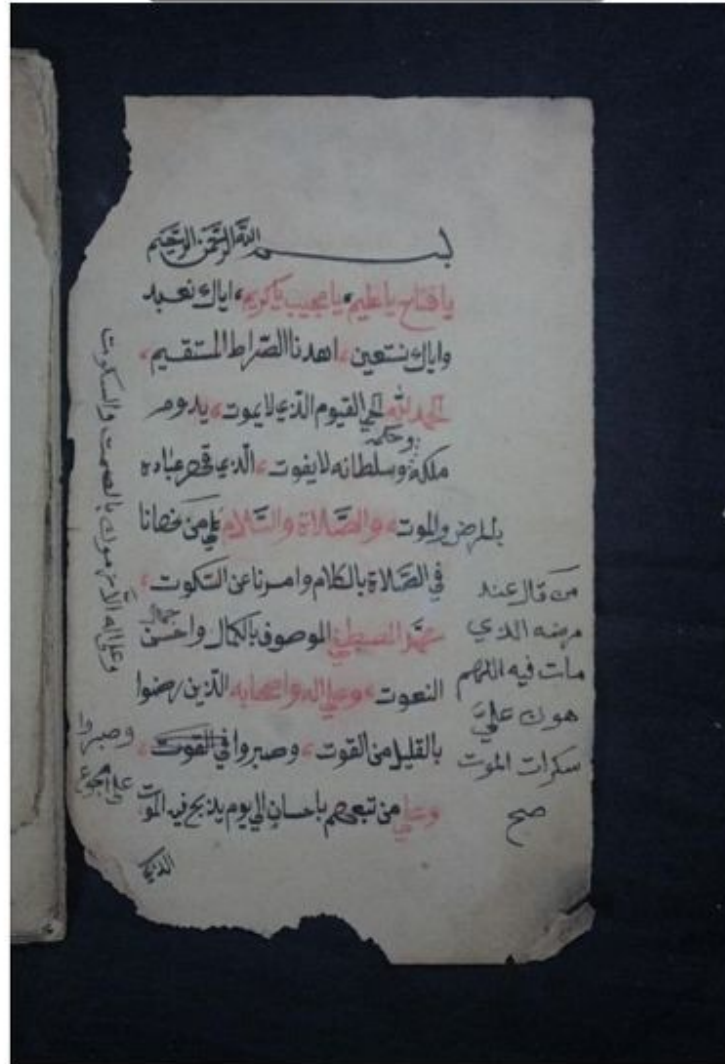 بسم الله الرحمن الرحيم
يا فتاح يا عليم، يا مجيب يا كريم، اياك نعبد
واياك نستعين، اهدنا الصراط المستقيم،
الحمد لله الحي القيوم الذي لا يموت، يدوم
ملكه وحكمه وسلطانه لا يفوت، الذي قهر عباده
بالمرض والموت، والصلاة والسلام على من
في الصلاة بالكلام وامرنا عن السكوت،
محمد المصطفى الموصوف بالكمال واحسن جمال
النعوت، وعلى اله واصحابه الذين رضوا
بالقليل من القوت، وصبروا في القوت،
وعلى من تبعهم باحسان الى يوم يذبح فيه الموت
من قال عند
مرضه الذي
مات فيه اللهم
هون علي
سكرات الموت
صح
بالصمت والسكوت
وصبروا
على الجوع